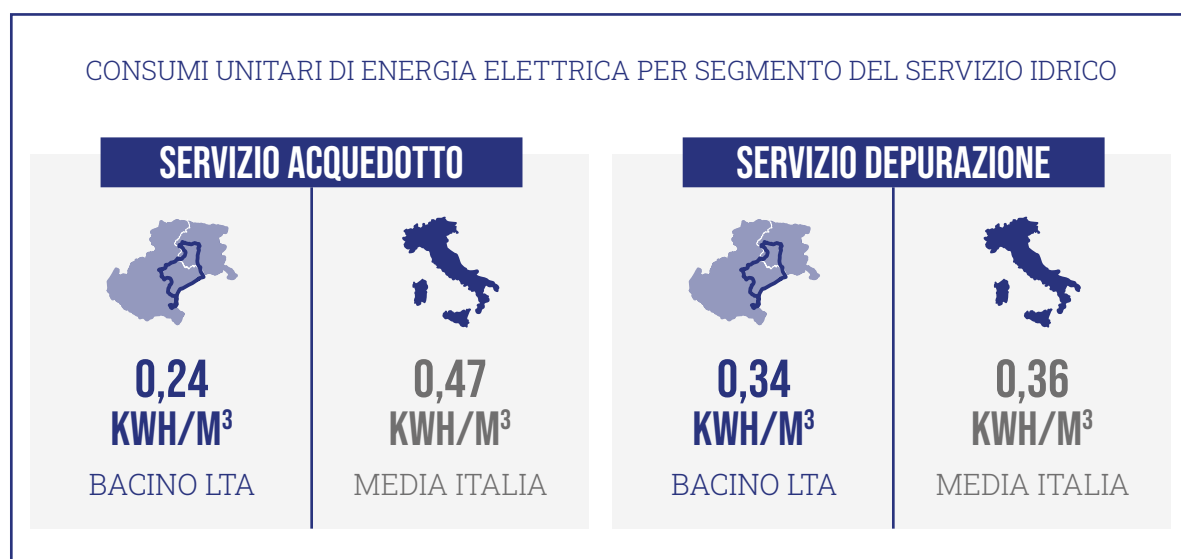 CONSUMI UNITARI DI ENERGIA ELETTRICA PER SEGMENTO DEL SERVIZIO IDRICO
SERVIZIO ACQUEDOTTO
0,24
KWH/M³
BACINO LTA
0,47
KWH/M³
MEDIA ITALIA
SERVIZIO DEPURAZIONE
0,34
KWH/M³
BACINO LTA
0,36
KWH/M³
MEDIA ITALIA